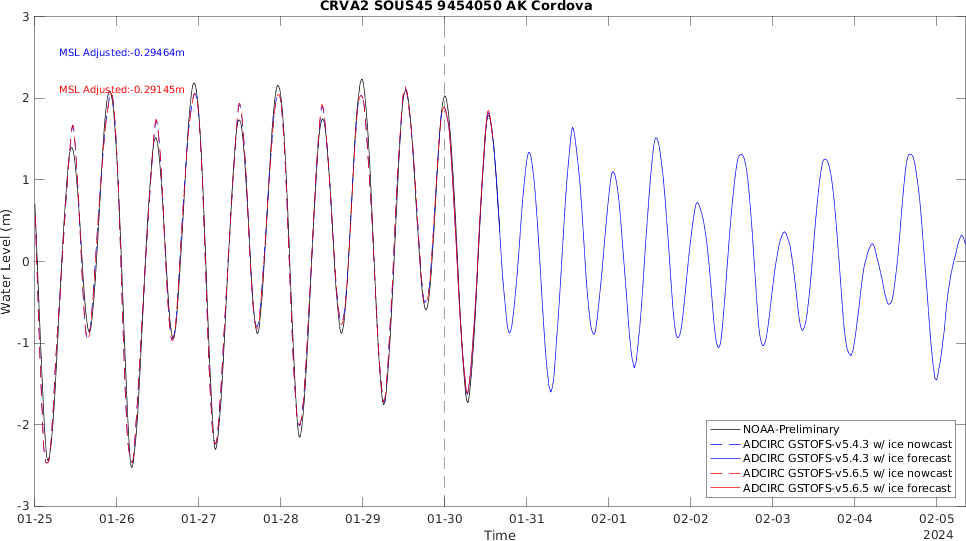 CRVA2 SOUS45 9454050 AK Cordova
3
MSL Adjusted:-0.29464m
MSL Adjusted:-0.29145m
2
1
0
-1
-2
-3
Water Level (m)
NOAA-Preliminary
ADCIRC GSTOFS-v5.4.3 w/ ice nowcast
ADCIRC GSTOFS-v5.4.3 w/ ice forecast
ADCIRC GSTOFS-v5.6.5 w/ ice nowcast
ADCIRC GSTOFS-v5.6.5 w/ ice forecast
01-25 01-26 01-27 01-28 01-29 01-30 01-31 02-01 02-02 02-03 02-04 02-05
Time
2024